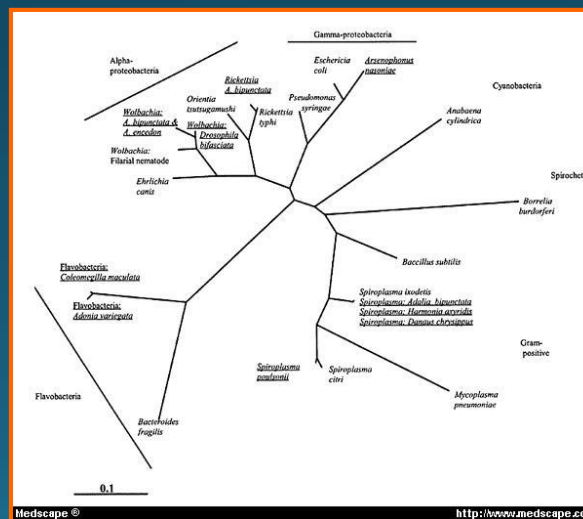 Gamma-proteobacteria
Alpha-
proteobacteria
Eschericia
coli
Arsenophonus
nasoniae
Rickettsia
A. bipunctata
Cyanobacteria
Orientia
tsutsugamushi
Rickettsia
typhi
Pseudomonas
syringae
Anabaena
cylindrica
Wolbachia:
A. bipunctata &
A. encedon
Wolbachia:
Drosophila
bifasciata
Wolbachia:
Filarial nematode
Ehrlichia
canis
Spirochet
Borrelia
burdorferi
Bacillus subtilis
Flavobacteria:
Coleomegilla maculata
Flavobacteria:
Adonia variegata
Spiroplasma ixodetis
Spiroplasma: Adalia bipunctata
Spiroplasma: Harmonia axyridis
Spiroplasma: Danaus chrysippus
Gram-
positive
Spiroplasma
poulsonii
Spiroplasma
citri
Mycoplasma
pneumoniae
Flavobacteria
Bacteroides
fragilis
0.1
Medscape ®
http://www.medscape.co